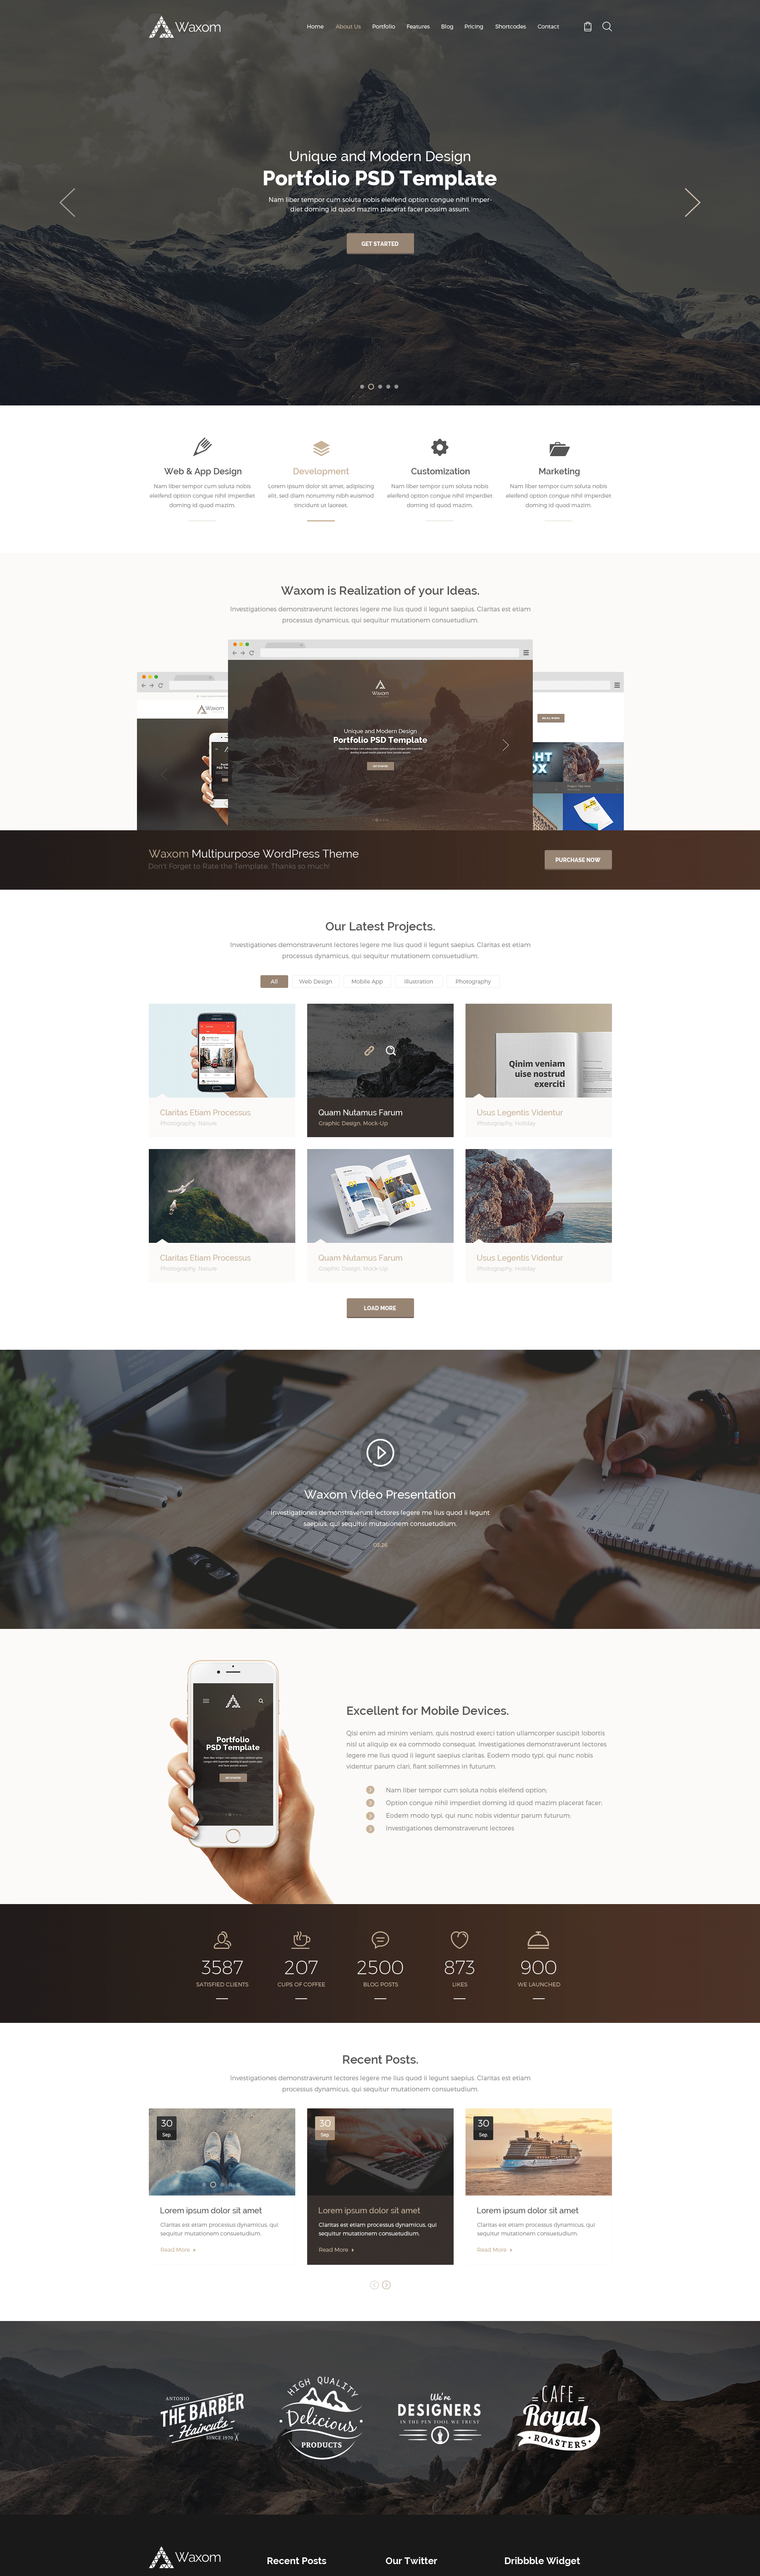 Waxom
Home About Us Portfolio Features Blog Pricing Shortcodes Contact
Unique and Modern Design
Portfolio PSD Template
Nam liber tempor cum soluta nobis eleifend option congue nihil imper-
diet doming id quod mazim placerat facer possim assum.
GET STARTED
Web & App Design
Nam liber tempor cum soluta nobis
eleifend option congue nihil imperdiet
doming id quod mazim.
Development
Lorem ipsum dolor sit amet, adipiscing
elit, sed diam nonummy nibh euismod
tincidunt ut laoreet.
Customization
Nam liber tempor cum soluta nobis
eleifend option congue nihil imperdiet
doming id quod mazim.
Marketing
Nam liber tempor cum soluta nobis
eleifend option congue nihil imperdiet
doming id quod mazim.
Waxom is Realization of your Ideas.
Investigationes demonstraverunt lectores legere me lius quod ii legunt saepius. Claritas est etiam
processus dynamicus, qui sequitur mutationem consuetudium.
Waxom
Waxom
Unique and Modern Design
Portfolio PSD Template
Waxom Multipurpose WordPress Theme
Don't Forget to Rate the Template. Thanks so much!
PURCHASE NOW
Our Latest Projects.
Investigationes demonstraverunt lectores legere me lius quod ii legunt saepius. Claritas est etiam
processus dynamicus, qui sequitur mutationem consuetudium.
All Web Design Mobile App Illustration Photography
Claritas Etiam Processus
Photography, Nature
Quam Nutamus Farum
Graphic Design, Mock-Up
Qinim veniam
uise nostrud
exerciti
Usus Legentis Videntur
Photography, Holiday
Claritas Etiam Processus
Photography, Nature
Quam Nutamus Farum
Graphic Design, Mock-Up
Usus Legentis Videntur
Photography, Holiday
LOAD MORE
Waxom Video Presentation
Investigationes demonstraverunt lectores legere me lius quod ii legunt
saepius, qui sequitur mutationem consuetudium.
Portfolio
PSD Template
Excellent for Mobile Devices.
Qisi enim ad minim veniam, quis nostrud exerci tation ullamcorper suscipit lobortis
nisl ut aliquip ex ea commodo consequat. Investigationes demonstraverunt lectores
legere me lius quod ii legunt saepius claritas. Eodem modo typi, qui nunc nobis
videntur parum clari, fiant sollemnes in futurum.
Nam liber tempor cum soluta nobis eleifend option;
Option congue nihil imperdiet doming id quod mazim placerat facer;
Eodem modo typi, qui nunc nobis videntur parum futurum;
Investigationes demonstraverunt lectores
3587
SATISFIED CLIENTS
207
CUPS OF COFFEE
2500
BLOG POSTS
873
LIKES
900
WE LAUNCHED
Recent Posts.
Investigationes demonstraverunt lectores legere me lius quod ii legunt saepius. Claritas est etiam
processus dynamicus, qui sequitur mutationem consuetudium.
30
Sep.
Lorem ipsum dolor sit amet
Claritas est etiam processus dynamicus, qui
sequitur mutationem consuetudium.
Read More
30
Sep.
Lorem ipsum dolor sit amet
Claritas est etiam processus dynamicus, qui
sequitur mutationem consuetudium.
Read More
30
Sep.
Lorem ipsum dolor sit amet
Claritas est etiam processus dynamicus, qui
sequitur mutationem consuetudium.
Read More
ANTONIO
THE BARBER
Haircuts
SINCE 1970
HIGH QUALITY
Delicious
PRODUCTS
We're
DESIGNERS
IN THE PEN TOOL WE TRUST
CAFE
Royal
ROASTERS
Waxom
Recent Posts
Our Twitter
Dribbble Widget